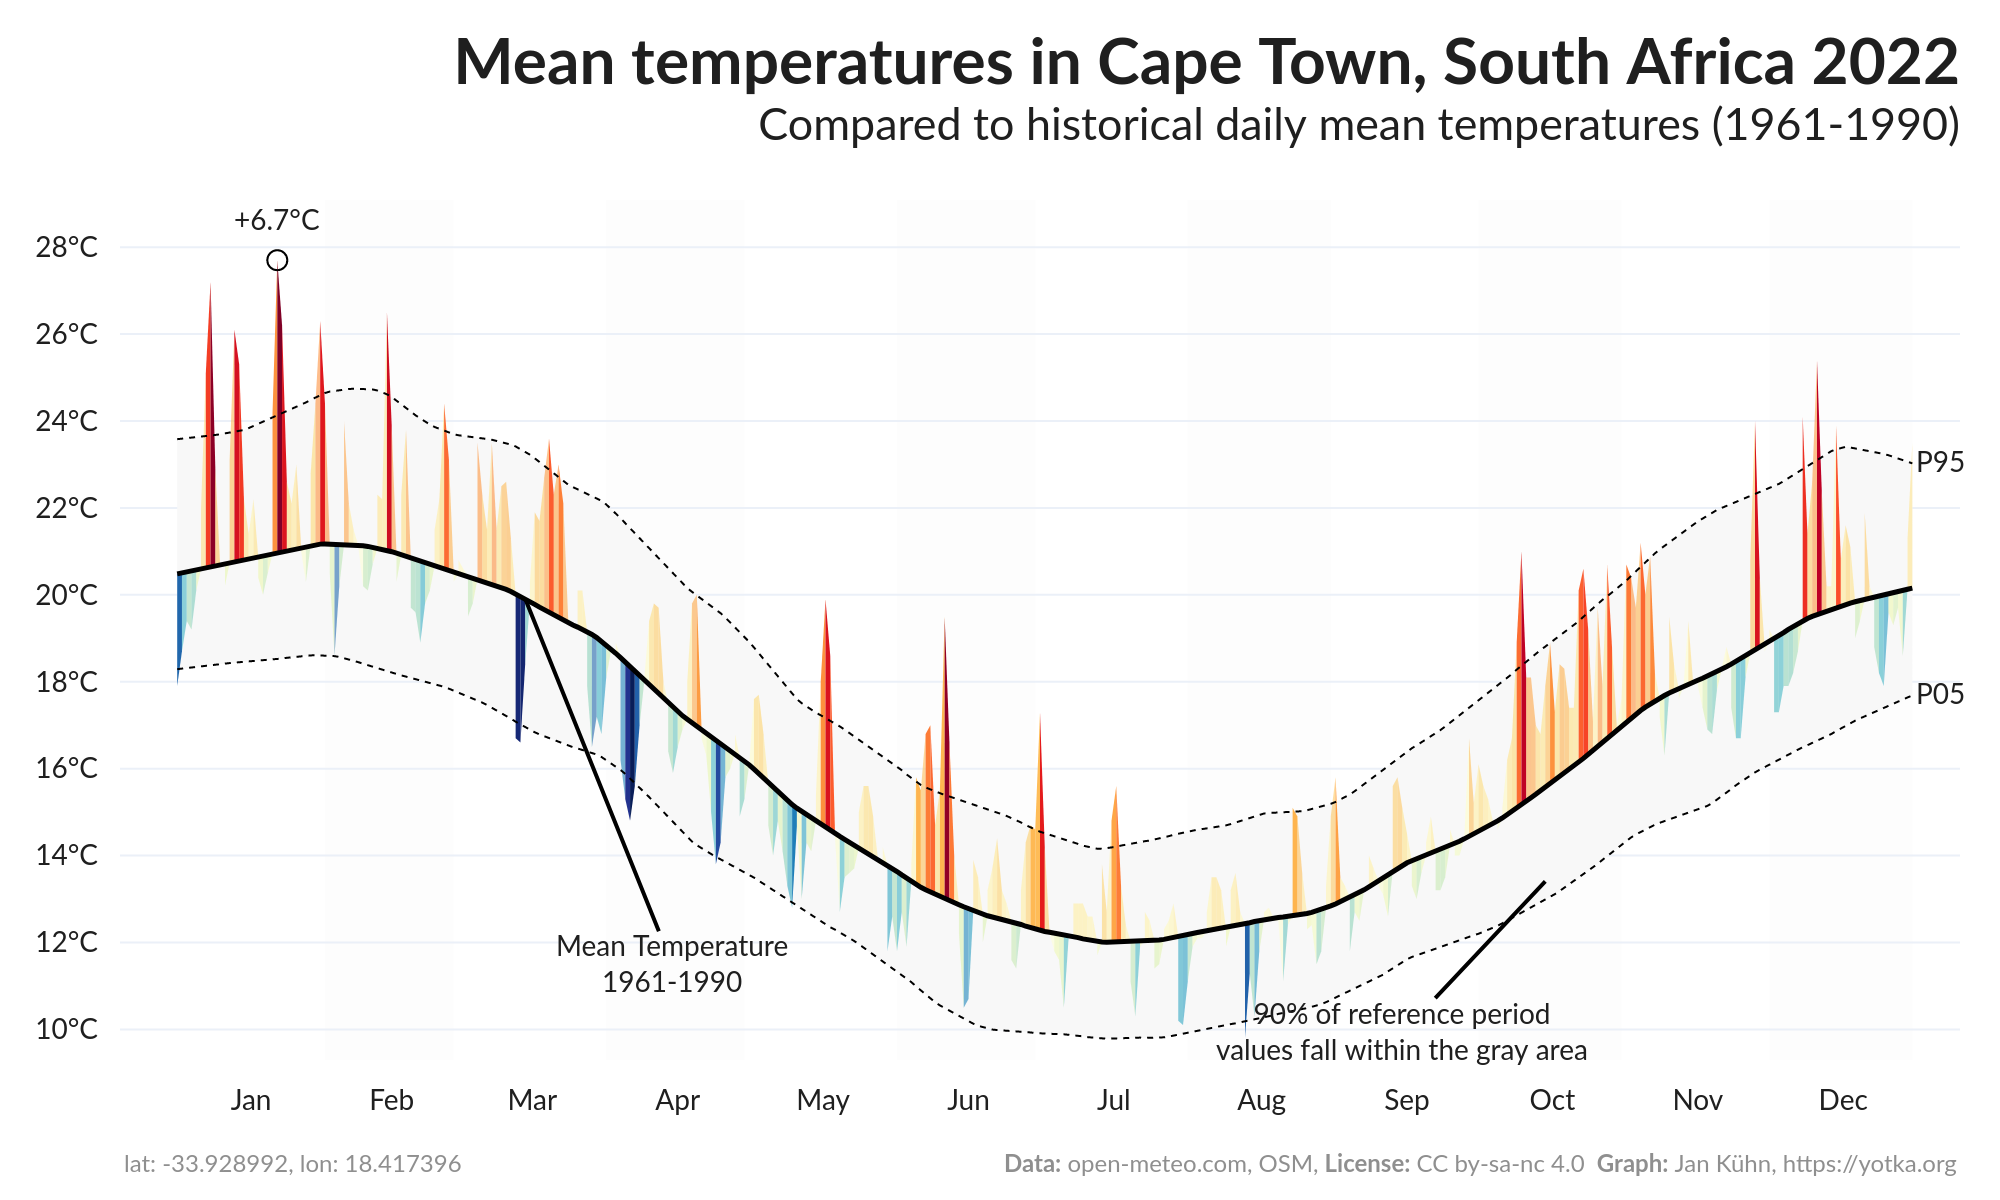 Mean temperatures in Cape Town, South Africa 2022
Compared to historical daily mean temperatures (1961-1990)
+6.7°C
28°C
26°C
24°C
22°C
20°C
18°C
16°C
14°C
12°C
10°C
P95
P05
Mean Temperature
1961-1990
90% of reference period
values fall within the gray area
Jan Feb Mar Apr May Jun Jul Aug Sep Oct Nov Dec
lat: -33.928992, lon: 18.417396
Data: open-meteo.com, OSM, License: CC by-sa-nc 4.0 Graph: Jan Kühn, https://yotka.org